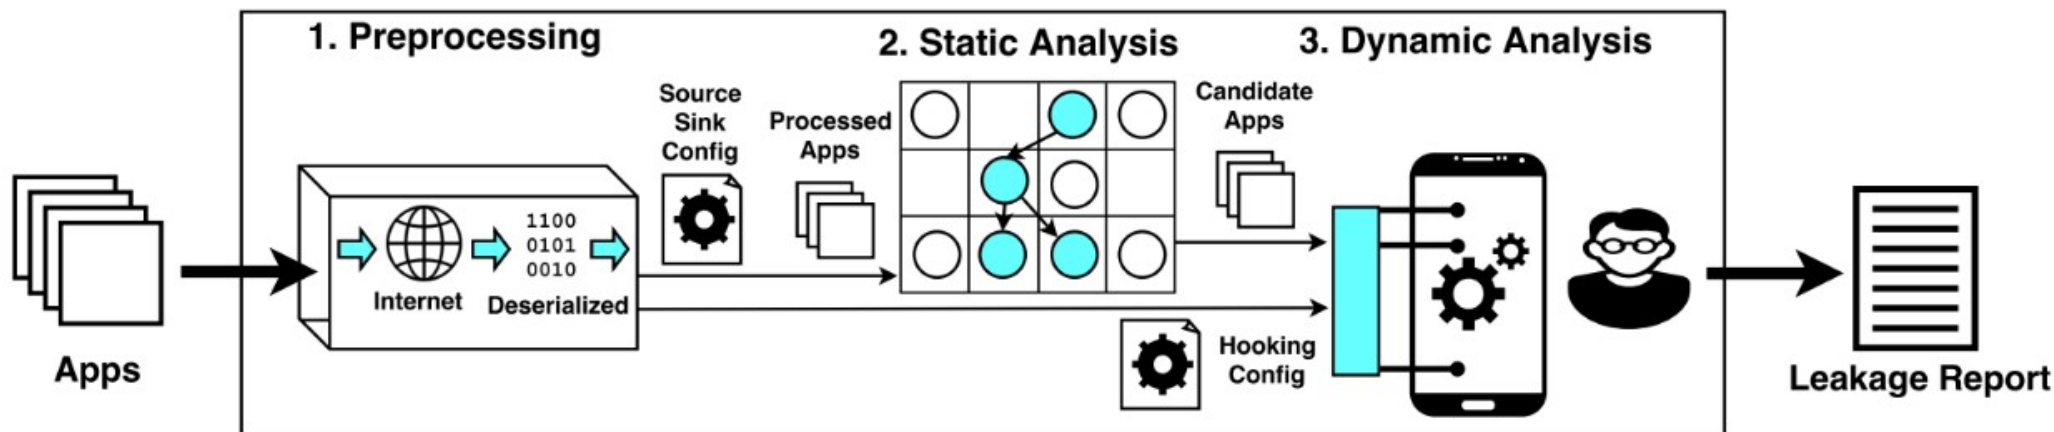 1. Preprocessing
2. Static Analysis
3. Dynamic Analysis
Source
Sink
Config
Processed
Apps
Candidate
Apps
1100
0101
0010
Internet
Deserialized
Apps
Hooking
Config
Leakage Report